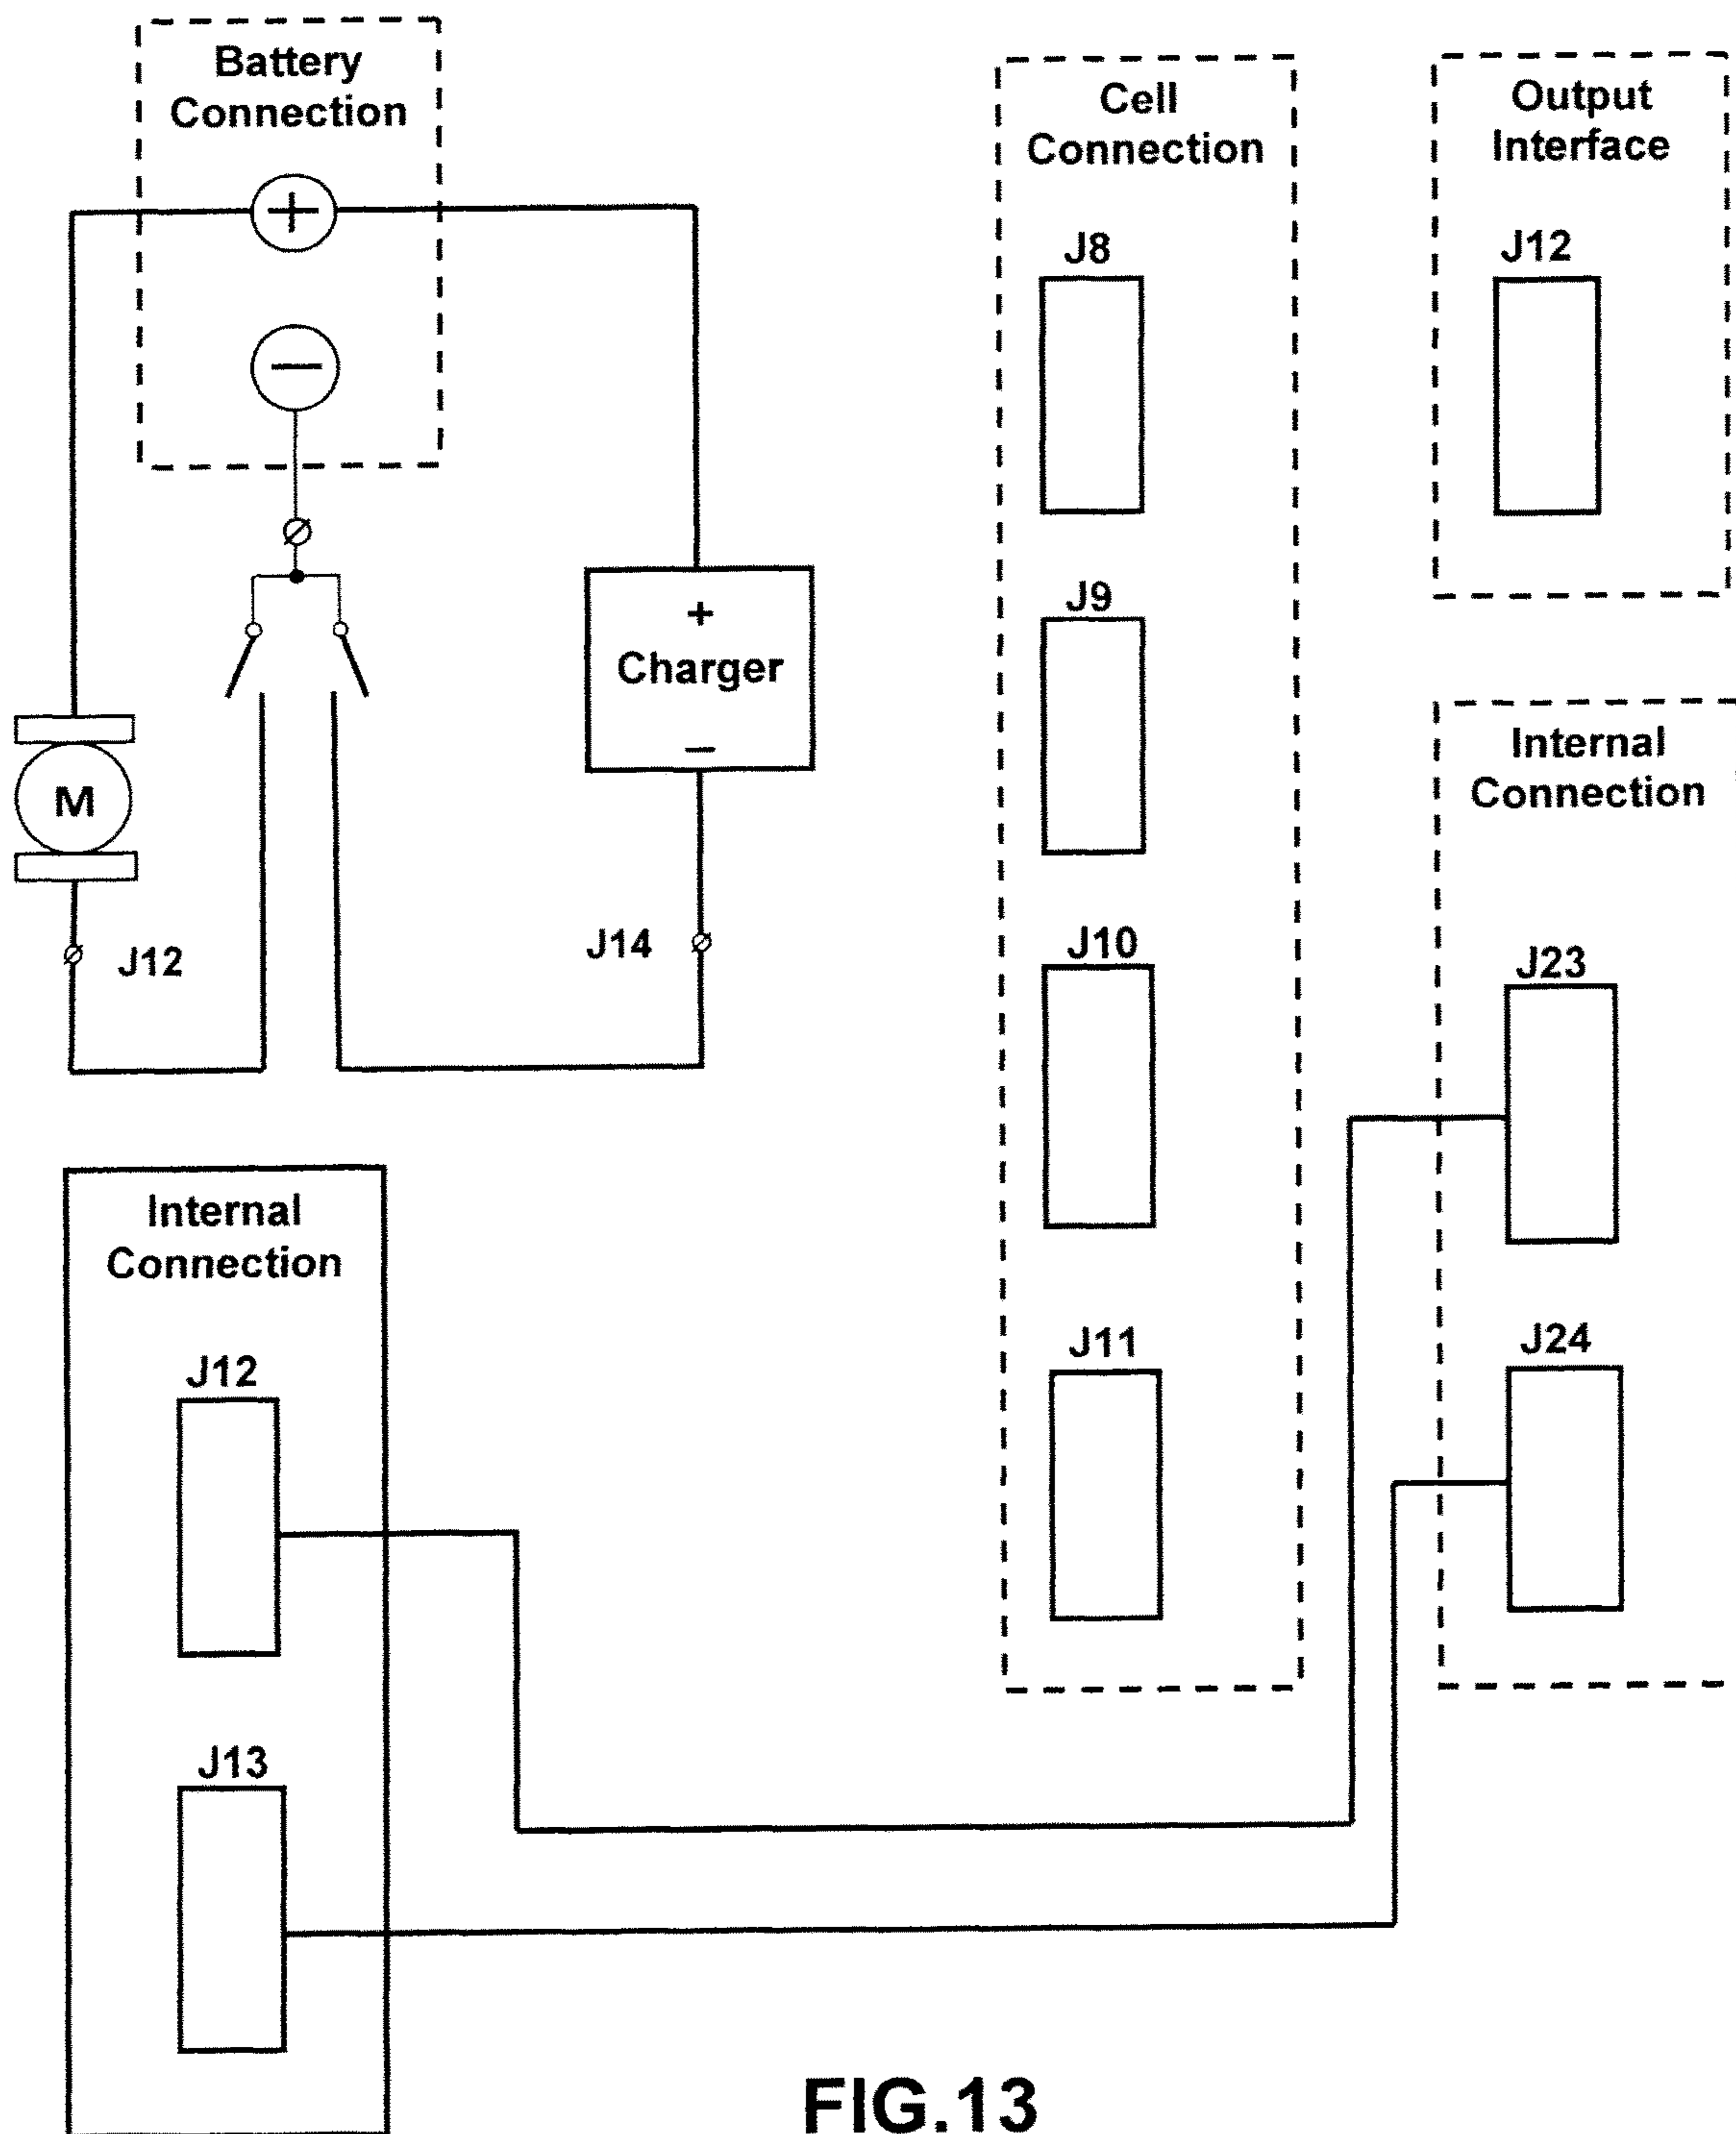 Battery
Connection
+
−
M
J12
+
Charger
−
J14
Cell
Connection
J8
J9
J10
J11
Output
Interface
J12
Internal
Connection
J23
J24
Internal
Connection
J12
J13
FIG.13